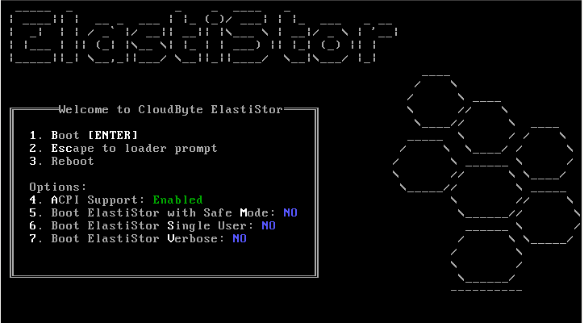 ElastiStor
Welcome to CloudByte ElastiStor
1. Boot [ENTER]
2. Escape to loader prompt
3. Reboot
Options:
4. ACPI Support: Enabled
5. Boot ElastiStor with Safe Mode: NO
6. Boot ElastiStor Single User: NO
7. Boot ElastiStor Verbose: NO